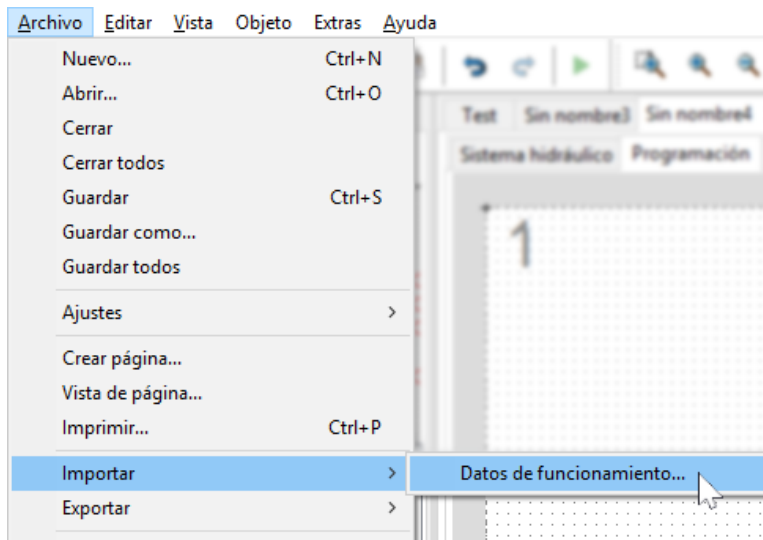 Archivo Editar Vista Objeto Extras Ayuda
Nuevo... Ctrl+N
Abrir... Ctrl+O
Cerrar
Cerrar todos
Guardar Ctrl+S
Guardar como...
Guardar todos
Ajustes
Crear página...
Vista de página...
Imprimir... Ctrl+P
Importar
Datos de funcionamiento...
Exportar
Test Sin nombre3 Sin nombre4
Sistema hidráulico Programación
1